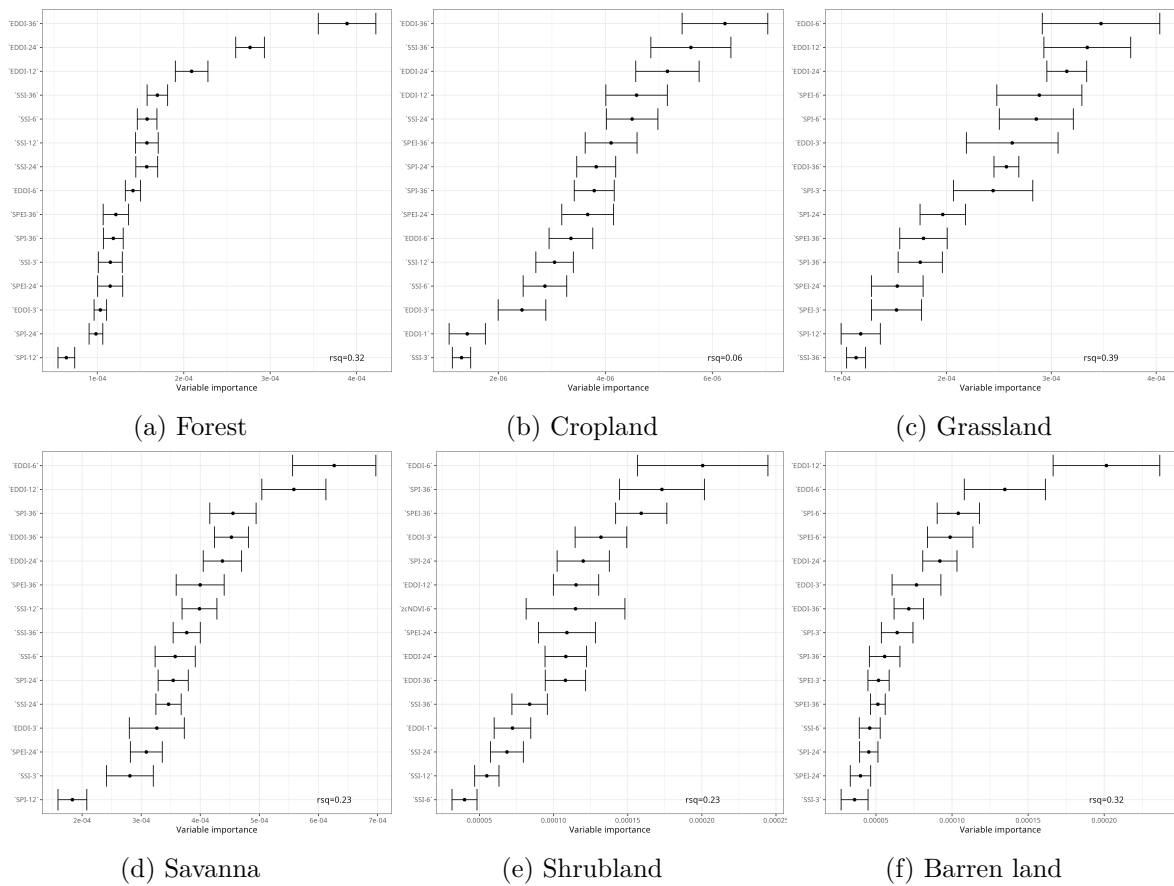 `EDDI-36`
`EDDI-24`
`EDDI-12`
`SSI-36`
`SSI-6`
`SSI-12`
`SSI-24`
`EDDI-6`
`SPEI-36`
`SPI-36`
`SSI-3`
`SPEI-24`
`EDDI-3`
`SPI-24`
`SPI-12`
rsq=0.32
1e-04 2e-04 3e-04 4e-04
Variable importance
(a) Forest
`EDDI-36`
`SSI-36`
`EDDI-24`
`EDDI-12`
`SSI-24`
`SPEI-36`
`SPI-24`
`SPI-36`
`SPEI-24`
`EDDI-6`
`SSI-12`
`SSI-6`
`EDDI-3`
`EDDI-1`
`SSI-3`
rsq=0.06
2e-06 4e-06 6e-06
Variable importance
(b) Cropland
`EDDI-6`
`EDDI-12`
`EDDI-24`
`SPEI-6`
`SPI-6`
`EDDI-3`
`EDDI-36`
`SPI-3`
`SPI-24`
`SPEI-36`
`SPI-36`
`SPEI-24`
`SPEI-3`
`SPI-12`
`SSI-36`
rsq=0.39
1e-04 2e-04 3e-04 4e-04
Variable importance
(c) Grassland
`EDDI-6`
`EDDI-12`
`SPI-36`
`EDDI-36`
`EDDI-24`
`SPEI-36`
`SSI-12`
`SSI-36`
`SSI-6`
`SPI-24`
`SSI-24`
`EDDI-3`
`SPEI-24`
`SSI-3`
`SPI-12`
rsq=0.23
2e-04 3e-04 4e-04 5e-04 6e-04 7e-04
Variable importance
(d) Savanna
`EDDI-6`
`SPI-36`
`SPEI-36`
`EDDI-3`
`SPI-24`
`EDDI-12`
`zcNDVI-6`
`SPEI-24`
`EDDI-24`
`EDDI-36`
`SSI-36`
`EDDI-1`
`SSI-24`
`SSI-12`
`SSI-6`
rsq=0.23
0.00005 0.00010 0.00015 0.00020 0.00025
Variable importance
(e) Shrubland
`EDDI-12`
`EDDI-6`
`SPI-6`
`SPEI-6`
`EDDI-24`
`EDDI-3`
`EDDI-36`
`SPI-3`
`SPI-36`
`SPEI-3`
`SPEI-36`
`SSI-6`
`SPI-24`
`SPEI-24`
`SSI-3`
rsq=0.32
0.00005 0.00010 0.00015 0.00020
Variable importance
(f) Barren land